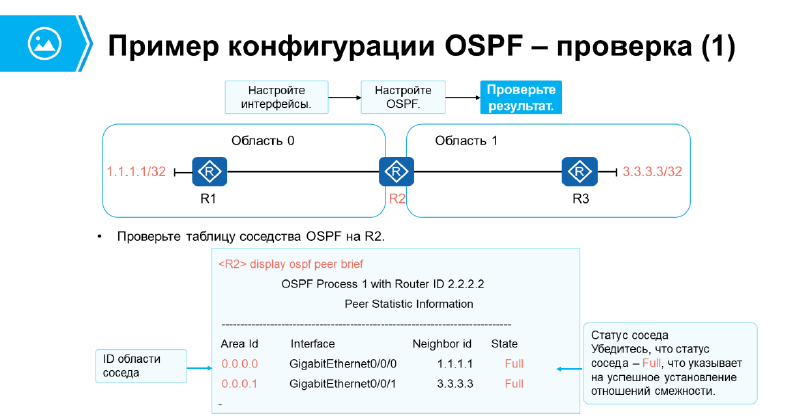 Пример конфигурации OSPF – проверка (1)
Настройте
интерфейсы.
Настройте
OSPF.
Проверьте
результат.
Область 0
Область 1
1.1.1.1/32
R
R
R
3.3.3.3/32
R1
R2
R3
• Проверьте таблицу соседства OSPF на R2.
<R2> display ospf peer brief
OSPF Process 1 with Router ID 2.2.2.2
Peer Statistic Information
----------------------------------------------------------------------------
Area Id Interface Neighbor id State
0.0.0.0 GigabitEthernet0/0/0 1.1.1.1 Full
0.0.0.1 GigabitEthernet0/0/1 3.3.3.3 Full
-
ID области
соседа
Статус соседа
Убедитесь, что статус
соседа – Full, что указывает
на успешное установление
отношений смежности.